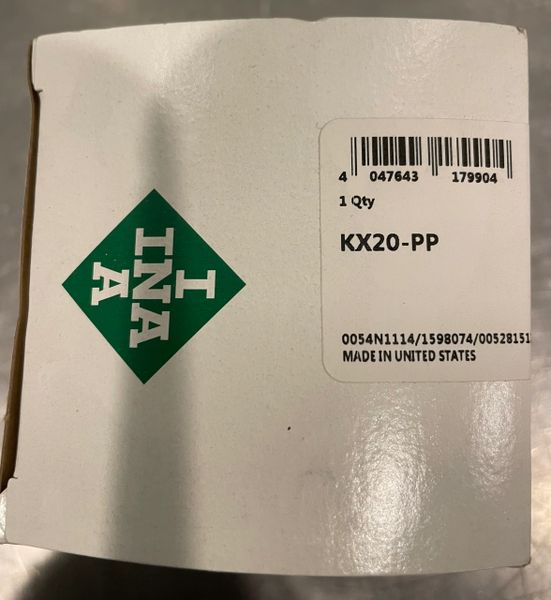 I
INA
A
4 047643 179904
1 Qty
KX20-PP
0054N1114/1598074/00528151
MADE IN UNITED STATES